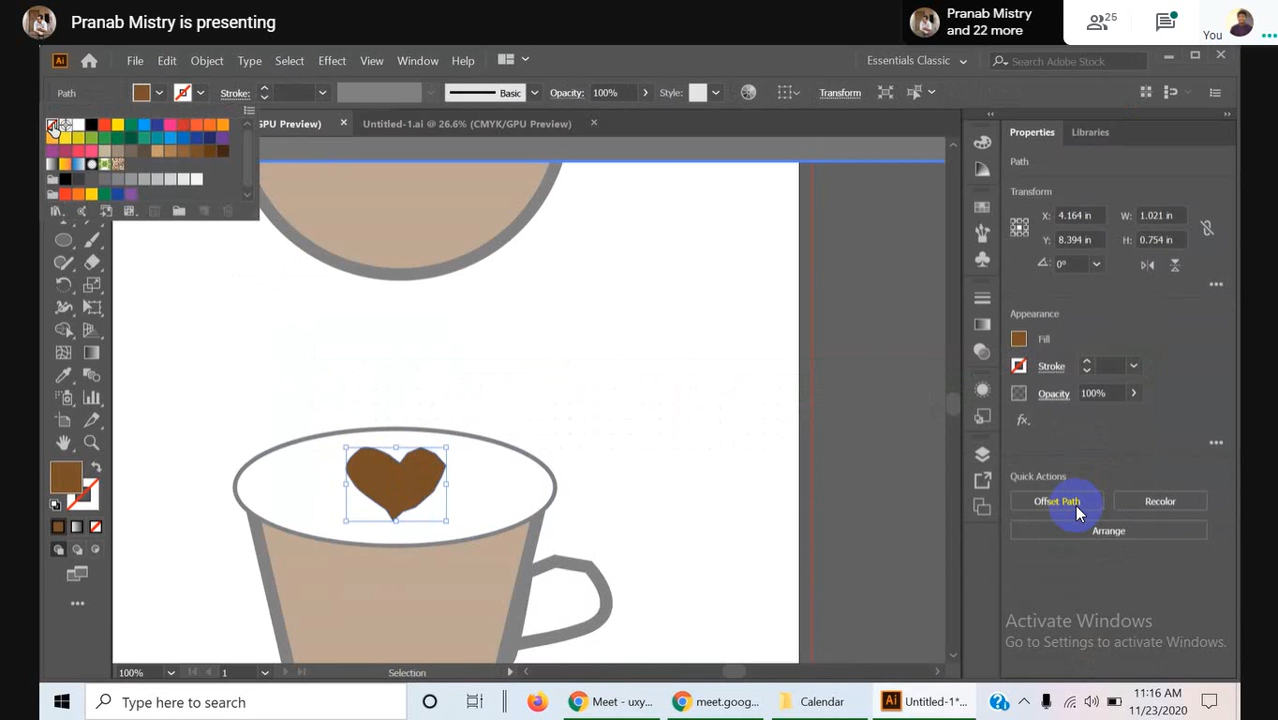 Pranab Mistry is presenting
Pranab Mistry
and 22 more
25
You
Ai
File Edit Object Type Select Effect View Window Help
Essentials Classic
Search Adobe Stock
Path
Stroke:
Basic
Opacity: 100%
Transform
GPU Preview)
Untitled-1.ai @ 26.6% (CMYK/GPU Preview)
Properties
Libraries
Path
Transform
X: 4.164 in
W: 1.021 in
Y: 8.394 in
H: 0.754 in
0°
Appearance
Fill
Stroke
Opacity 100%
fx.
Quick Actions
Offset Path
Recolor
Arrange
Activate Windows
Go to Settings to activate Windows.
100%
1
Selection
Type here to search
Meet - uxy...
meet.goog...
Calendar
Ai
Untitled-1*...
11:16 AM
11/23/2020